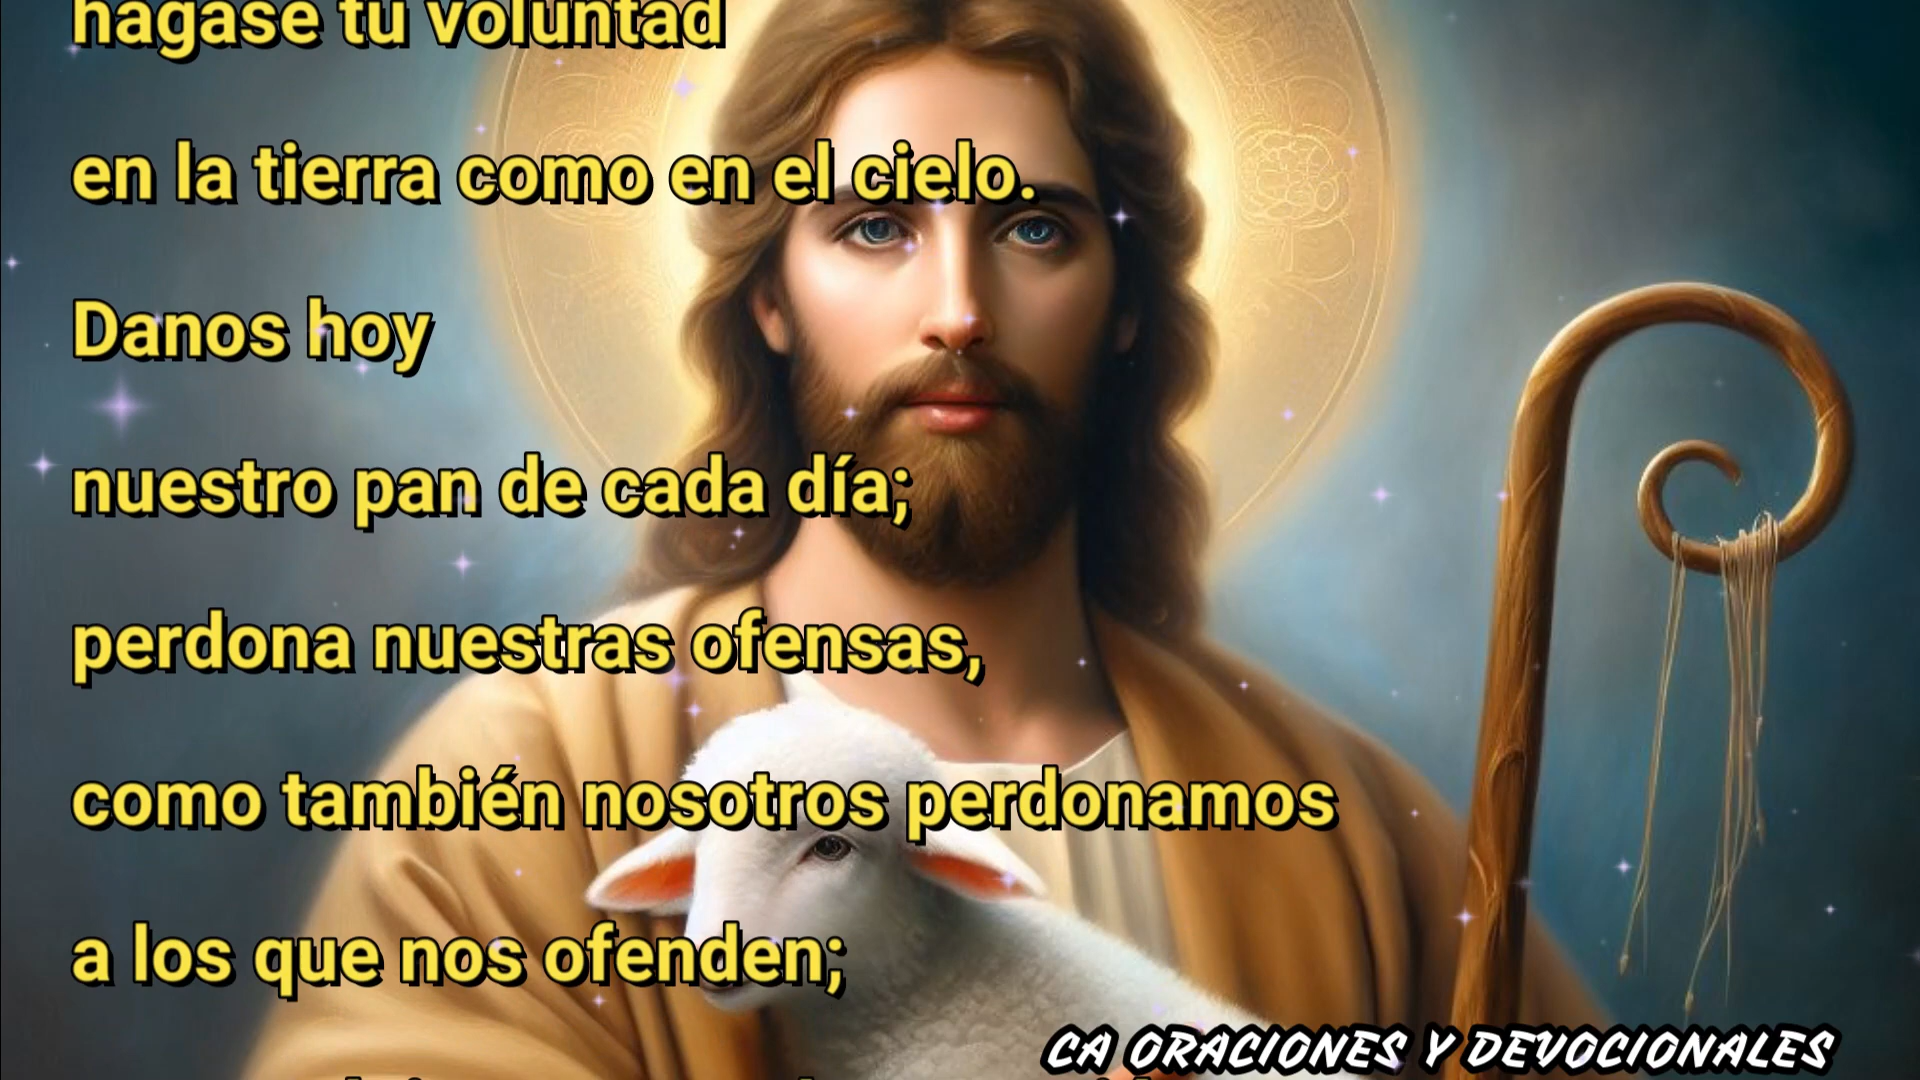 hágase tu voluntad
en la tierra como en el cielo.
Danos hoy
nuestro pan de cada día;
perdona nuestras ofensas,
como también nosotros perdonamos
a los que nos ofenden;
CA ORACIONES Y DEVOCIONALES